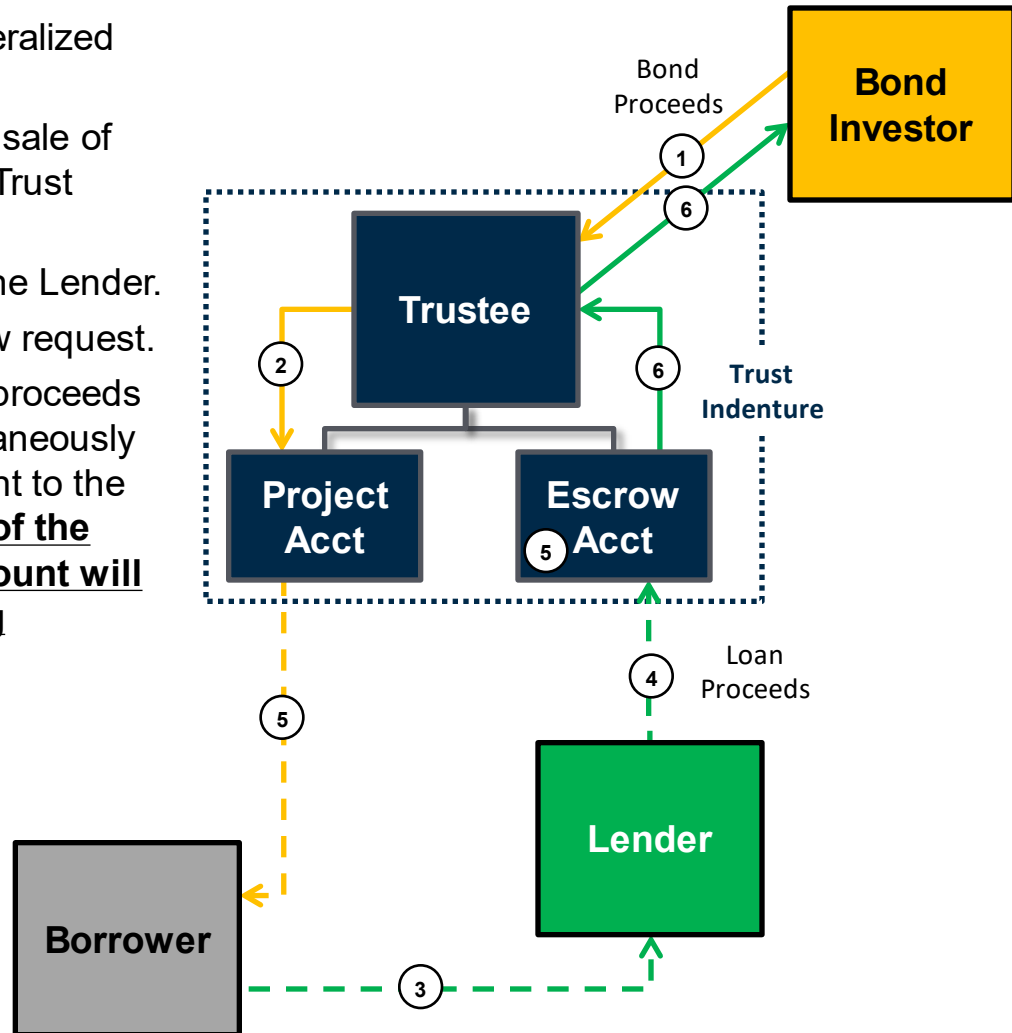 eralized
sale of
Trust
ne Lender.
w request.
proceeds
aneously
nt to the
of the
ount will
Bond
Proceeds
Bond
Investor
1
6
Trustee
2
6
Trust
Indenture
Project
Acct
Escrow
Acct
5
Loan
Proceeds
4
5
Lender
Borrower
3